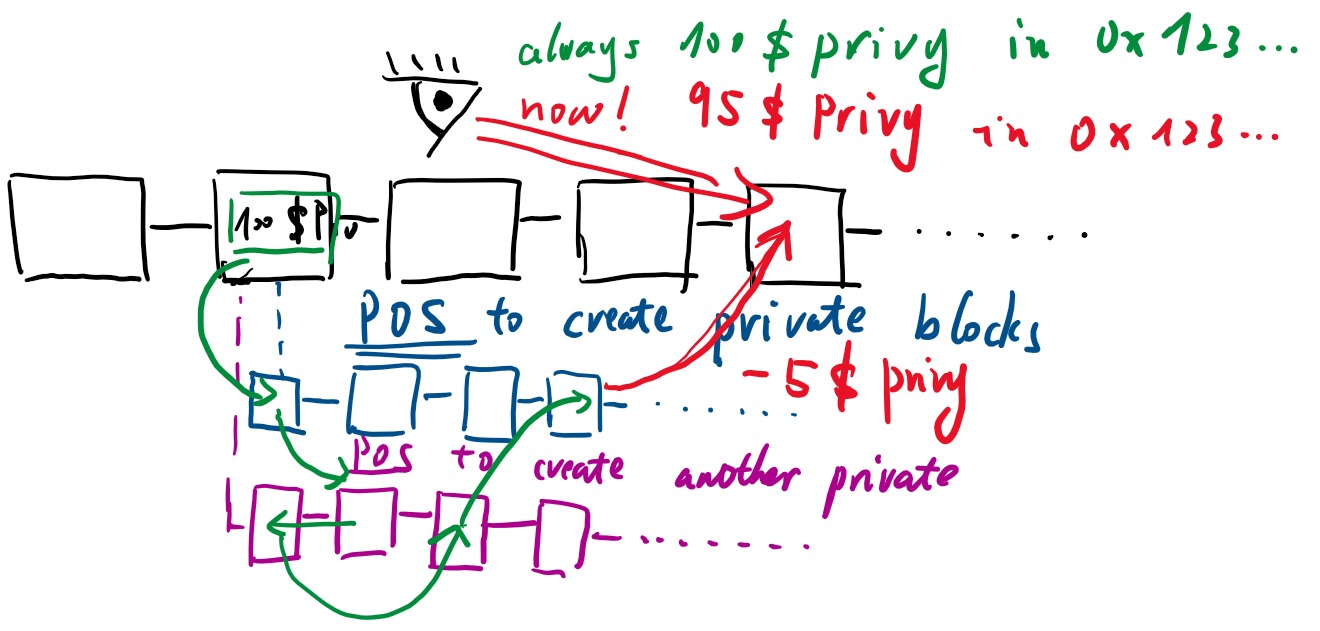 always 100 $ privy in 0x123...
now! 95 $ Privy in 0x123...
100 $ Priv
POS to create private blocks
- 5 $ privy
POS to create another private